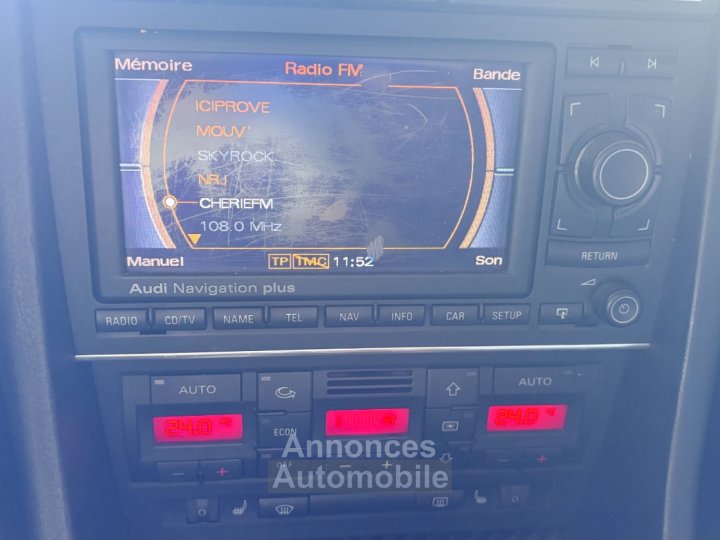 Mémoire Radio FM Bande
ICIPROVE
MOUV'
SKYROCK
NRJ
CHERIEFM
108.0 MHz
Manuel TP TMC 11:52 Son
RETURN
Audi Navigation plus
RADIO CD/TV NAME TEL NAV INFO CAR SETUP
AUTO AUTO
24.0 24.0
ECON
OFF
Annonces
Automobile